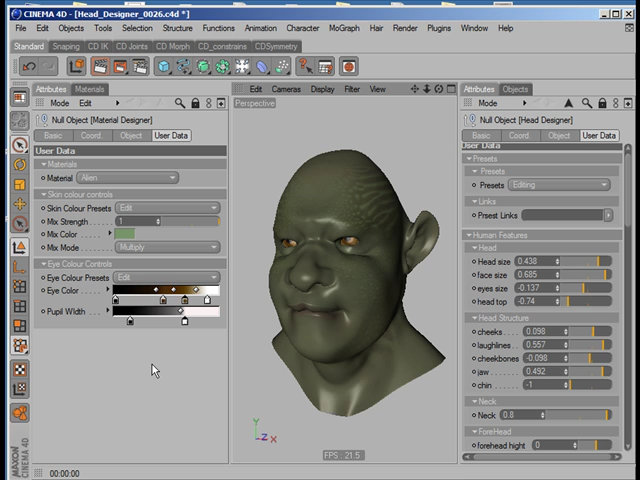 CINEMA 4D - [Head_Designer_0026.c4d *]
File Edit Objects Tools Selection Structure Functions Animation Character MoGraph Hair Render Plugins Window Help
Standard Snaping CD IK CD Joints CD Morph CD_constrains CDSymmetry
Attributes Materials
Mode Edit
Null Object [Material Designer]
Basic Coord. Object User Data
User Data
Materials
Material Alien
Skin colour controls
Skin Colour Presets Edit
Mix Strength 1
Mix Color
Mix Mode Multiply
Eye Colour Controls
Eye Colour Presets Edit
Eye Color
Pupil Width
Edit Cameras Display Filter View
Perspective
Y
Z X
FPS : 21.5
Attributes Objects
Mode
Null Object [Head Designer]
Basic Coord. Object User Data
User Data
Presets
Presets
Presets Editing
Links
Prsest Links
Human Features
Head
Head size 0.438
face size 0.685
eyes size -0.137
head top -0.74
Head Structure
cheeks 0.098
laughlines 0.557
cheekbones -0.098
jaw 0.492
chin -1
Neck
Neck 0.8
ForeHead
forehead hight 0
MAXON
CINEMA 4D
00:00:00